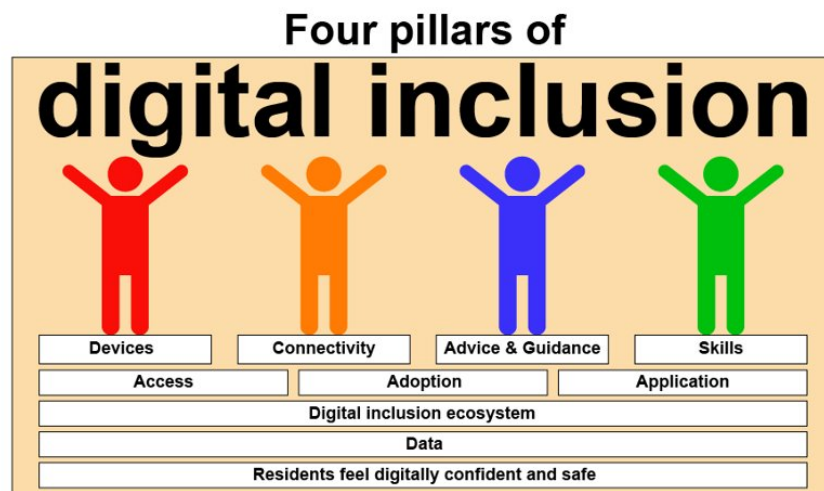 Four pillars of
digital inclusion
Devices
Connectivity
Advice & Guidance
Skills
Access
Adoption
Application
Digital inclusion ecosystem
Data
Residents feel digitally confident and safe